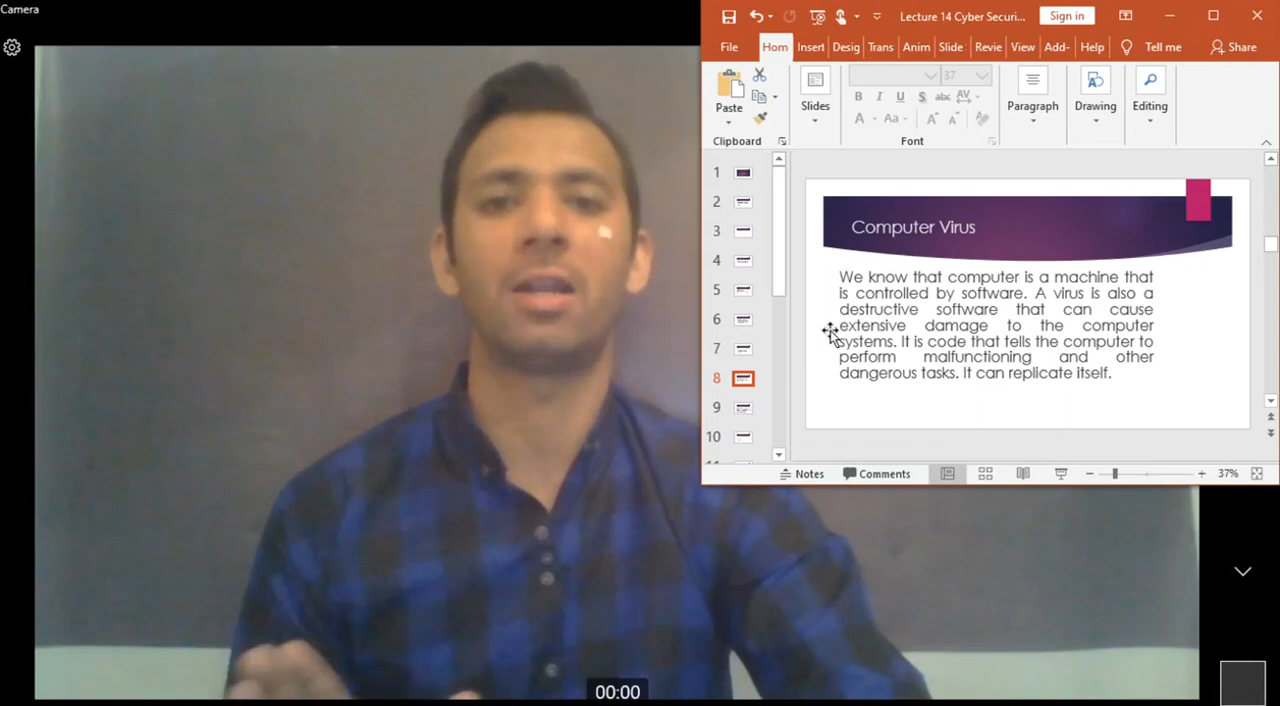 Camera
Lecture 14 Cyber Securi...
Sign in
File Hom Insert Desig Trans Anim Slide Revie View Add- Help Tell me Share
37
Paste
Slides
B I U S abc AV
A Aa A A
Paragraph
Drawing
Editing
Clipboard
Font
1
2
3
4
5
6
7
8
9
10
Computer Virus
We know that computer is a machine that
is controlled by software. A virus is also a
destructive software that can cause
extensive damage to the computer
systems. It is code that tells the computer to
perform malfunctioning and other
dangerous tasks. It can replicate itself.
Notes Comments 37%
00:00